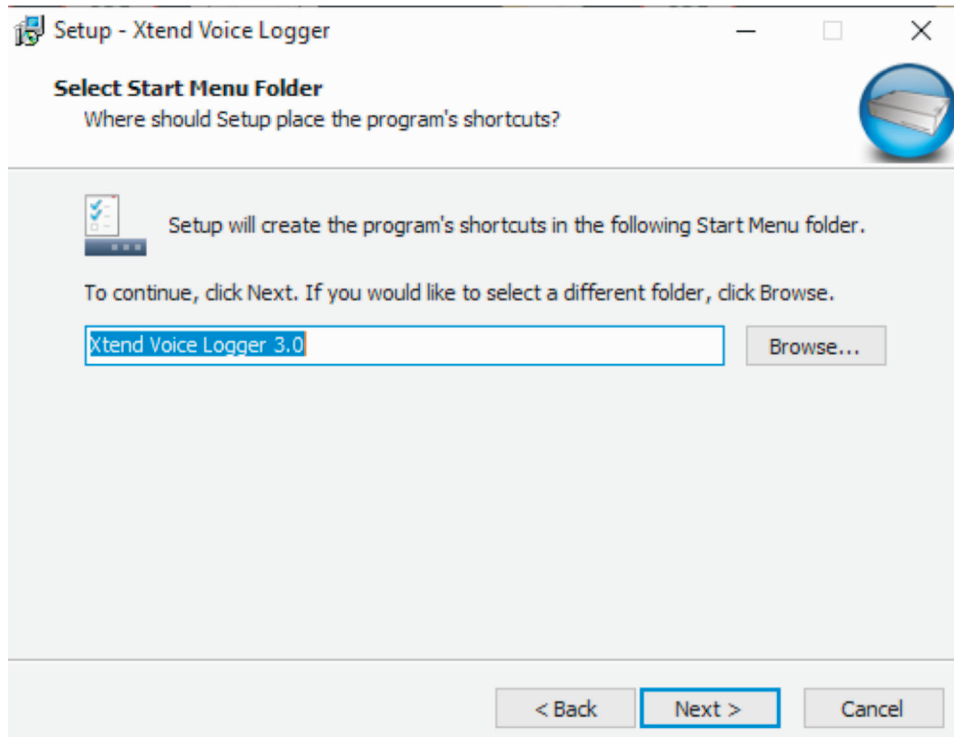 Setup - Xtend Voice Logger
Select Start Menu Folder
Where should Setup place the program's shortcuts?
Setup will create the program's shortcuts in the following Start Menu folder.
To continue, click Next. If you would like to select a different folder, click Browse.
Xtend Voice Logger 3.0 Browse...
< Back Next > Cancel